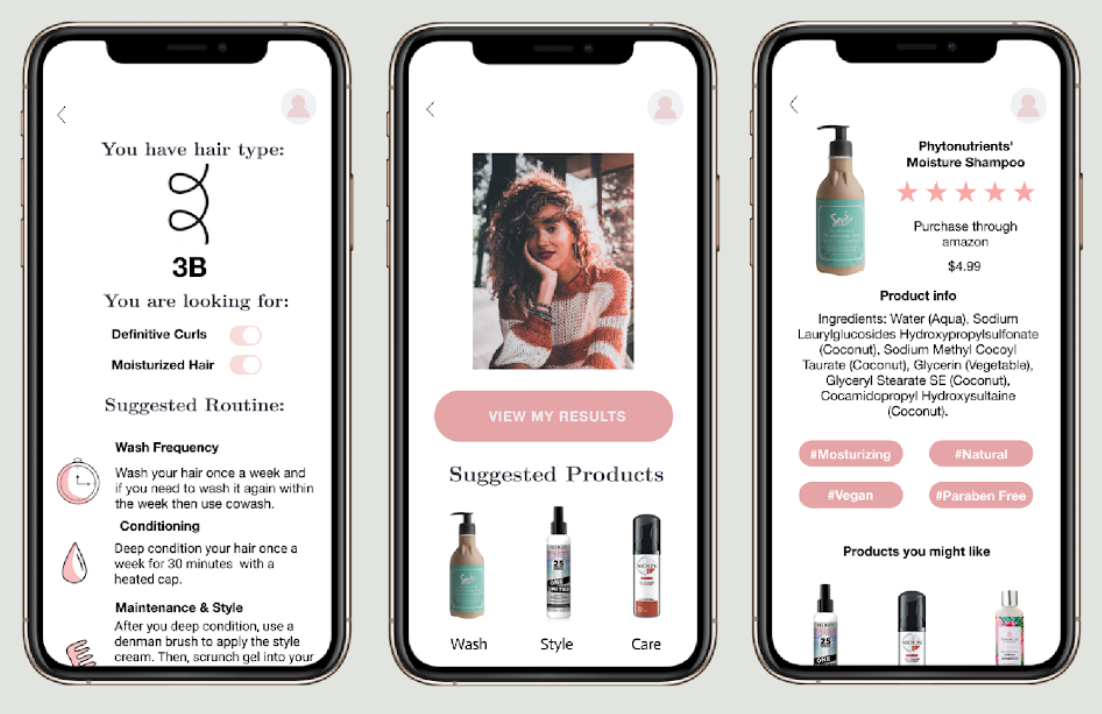 You have hair type:
3B
You are looking for:
Definitive Curls
Moisturized Hair
Suggested Routine:
Wash Frequency
Wash your hair once a week and
if you need to wash it again within
the week then use cowash.
Conditioning
Deep condition your hair once a
week for 30 minutes with a
heated cap.
Maintenance & Style
After you deep condition, use a
denman brush to apply the style
cream. Then, scrunch gel into your
VIEW MY RESULTS
Suggested Products
25
ONE
UNITED
Wash
Style
Care
Phytonutrients'
Moisture Shampoo
Purchase through
amazon
$4.99
Product info
Ingredients: Water (Aqua), Sodium
Laurylglucosides Hydroxypropylsulfonate
(Coconut), Sodium Methyl Cocoyl
Taurate (Coconut), Glycerin (Vegetable),
Glyceryl Stearate SE (Coconut),
Cocamidopropyl Hydroxysultaine
(Coconut).
#Mosturizing
#Natural
#Vegan
#Paraben Free
Products you might like
25
ONE